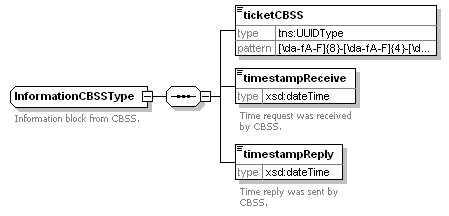 ticketCBSS
type tns:UUIDType
pattern [\da-fA-F]{8}-[\da-fA-F]{4}-[\d...
InformationCBSSType
Information block from CBSS.
timestampReceive
type xsd:dateTime
Time request was received
by CBSS.
timestampReply
type xsd:dateTime
Time reply was sent by
CBSS.